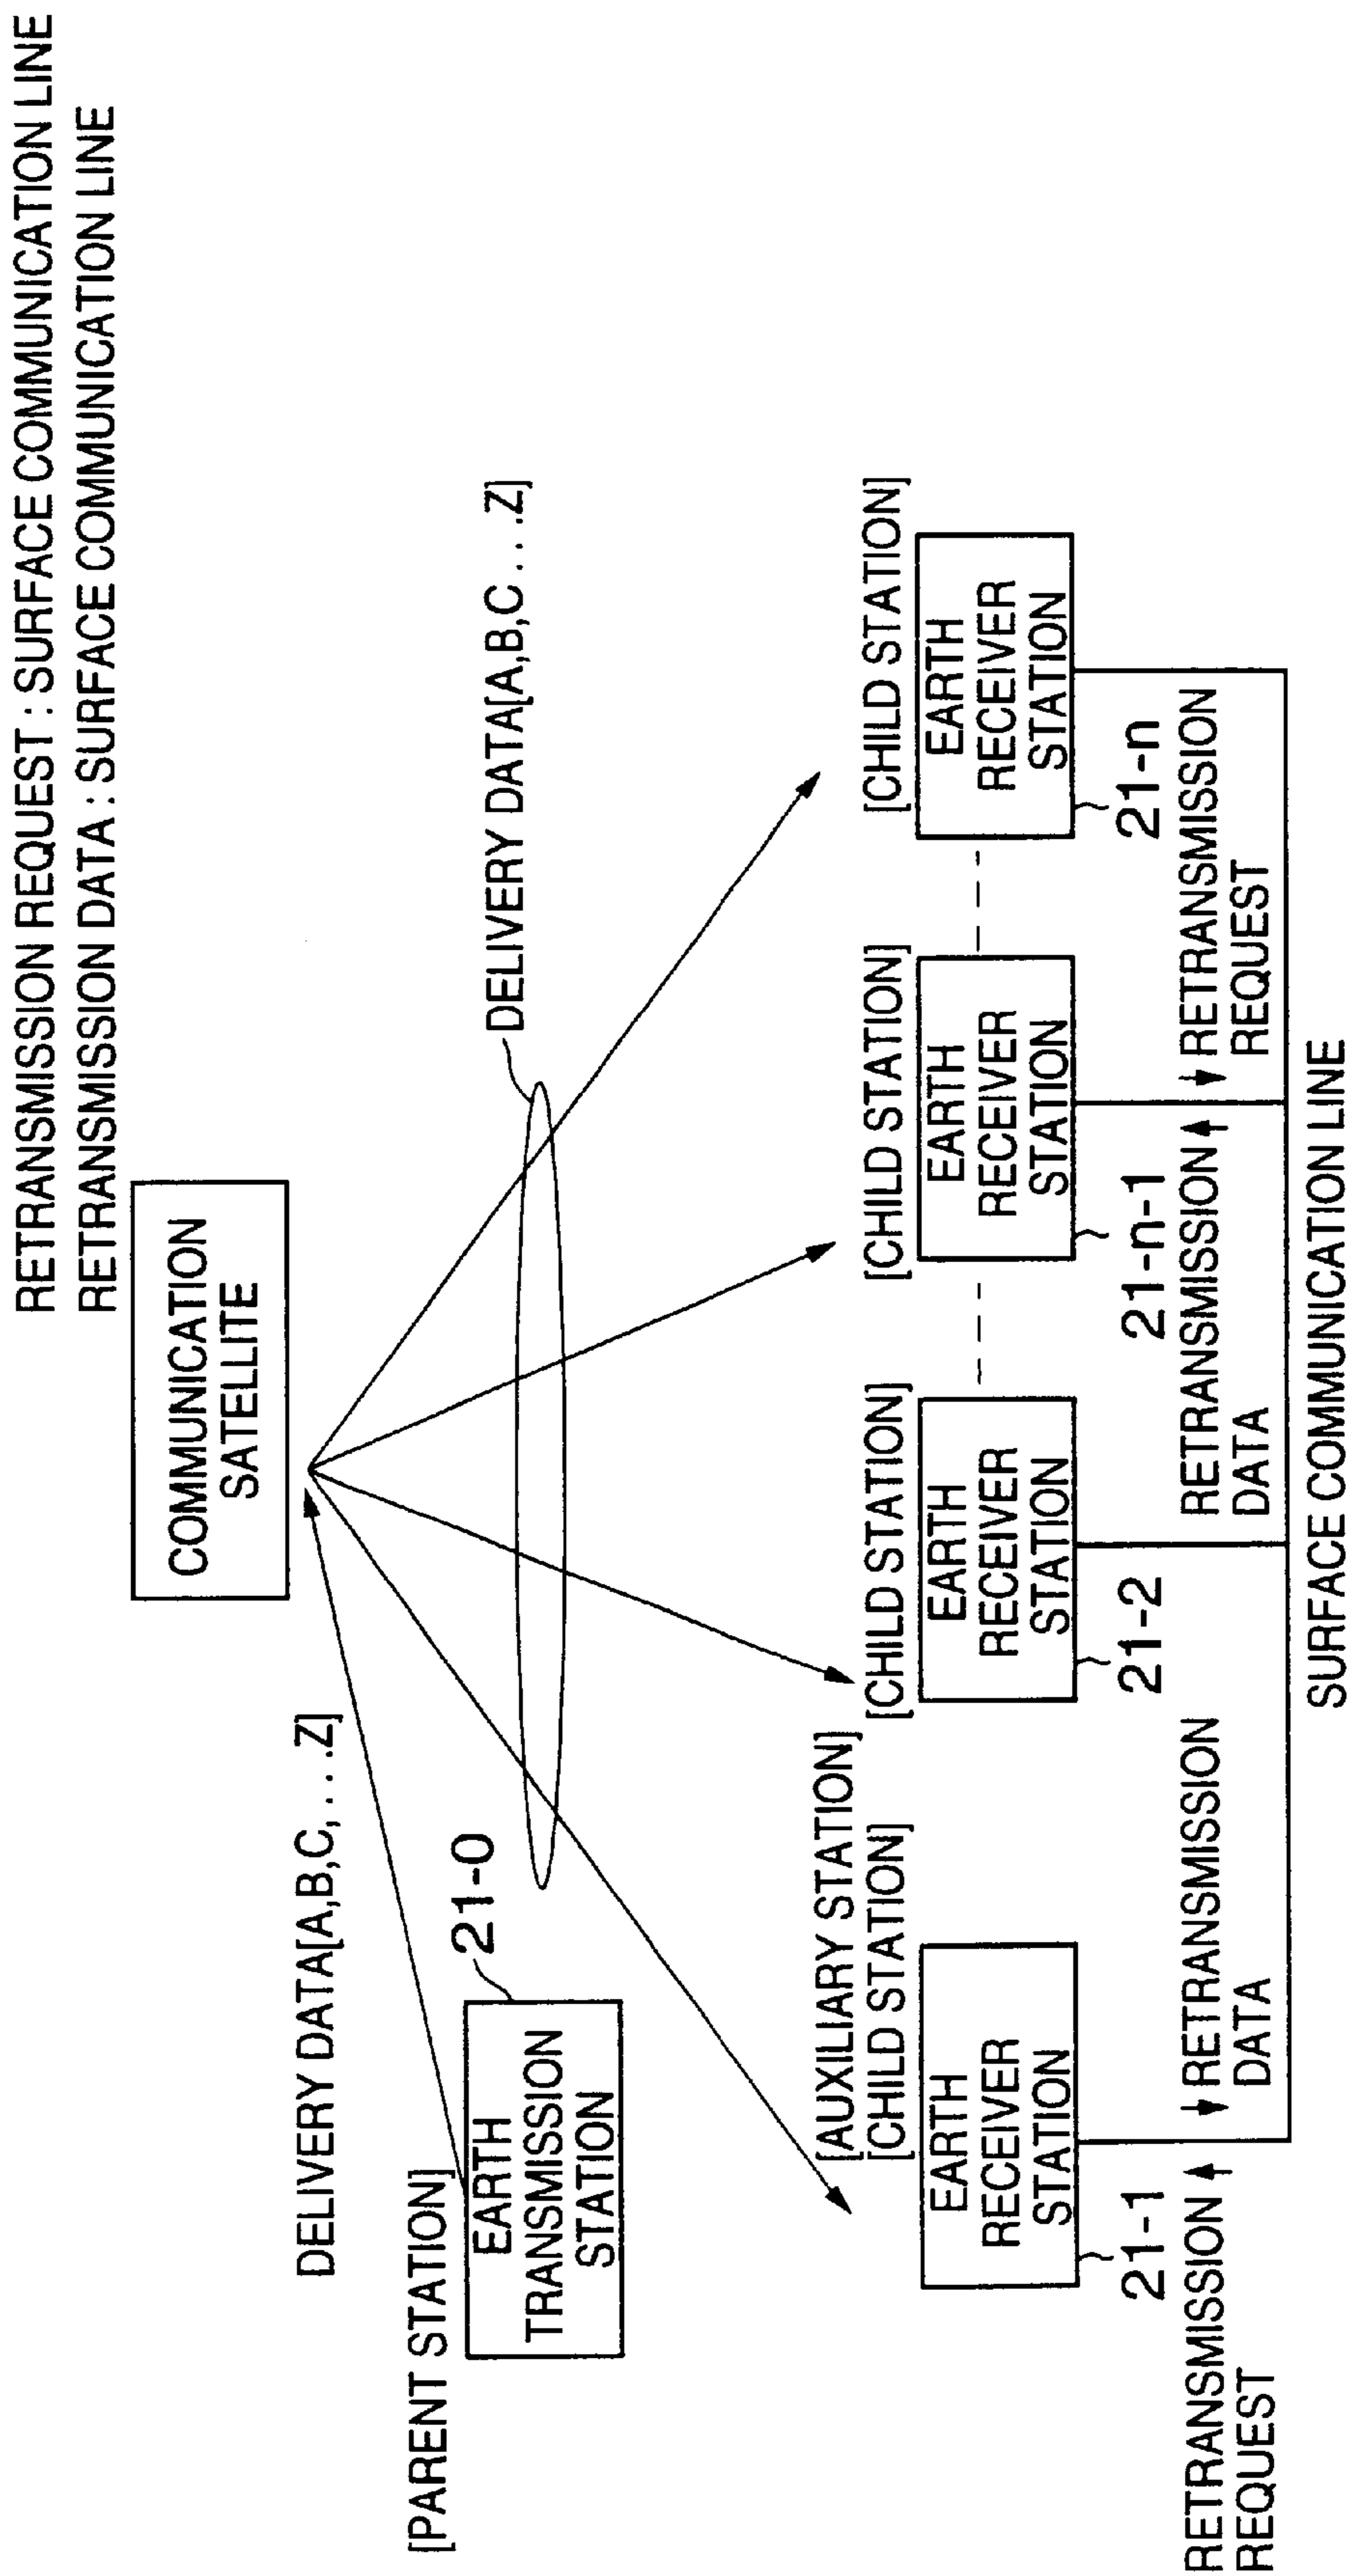 RETRANSMISSION REQUEST : SURFACE COMMUNICATION LINE
RETRANSMISSION DATA : SURFACE COMMUNICATION LINE
COMMUNICATION
SATELLITE
DELIVERY DATA[A,B,C, . . .Z]
[PARENT STATION]
EARTH
TRANSMISSION
STATION
21-0
DELIVERY DATA[A,B,C . . .Z]
[AUXILIARY STATION]
[CHILD STATION]
EARTH
RECEIVER
STATION
21-1
[CHILD STATION]
EARTH
RECEIVER
STATION
21-2
[CHILD STATION]
EARTH
RECEIVER
STATION
21-n-1
[CHILD STATION]
EARTH
RECEIVER
STATION
21-n
RETRANSMISSION
REQUEST
RETRANSMISSION
DATA
RETRANSMISSION
DATA
RETRANSMISSION
REQUEST
SURFACE COMMUNICATION LINE